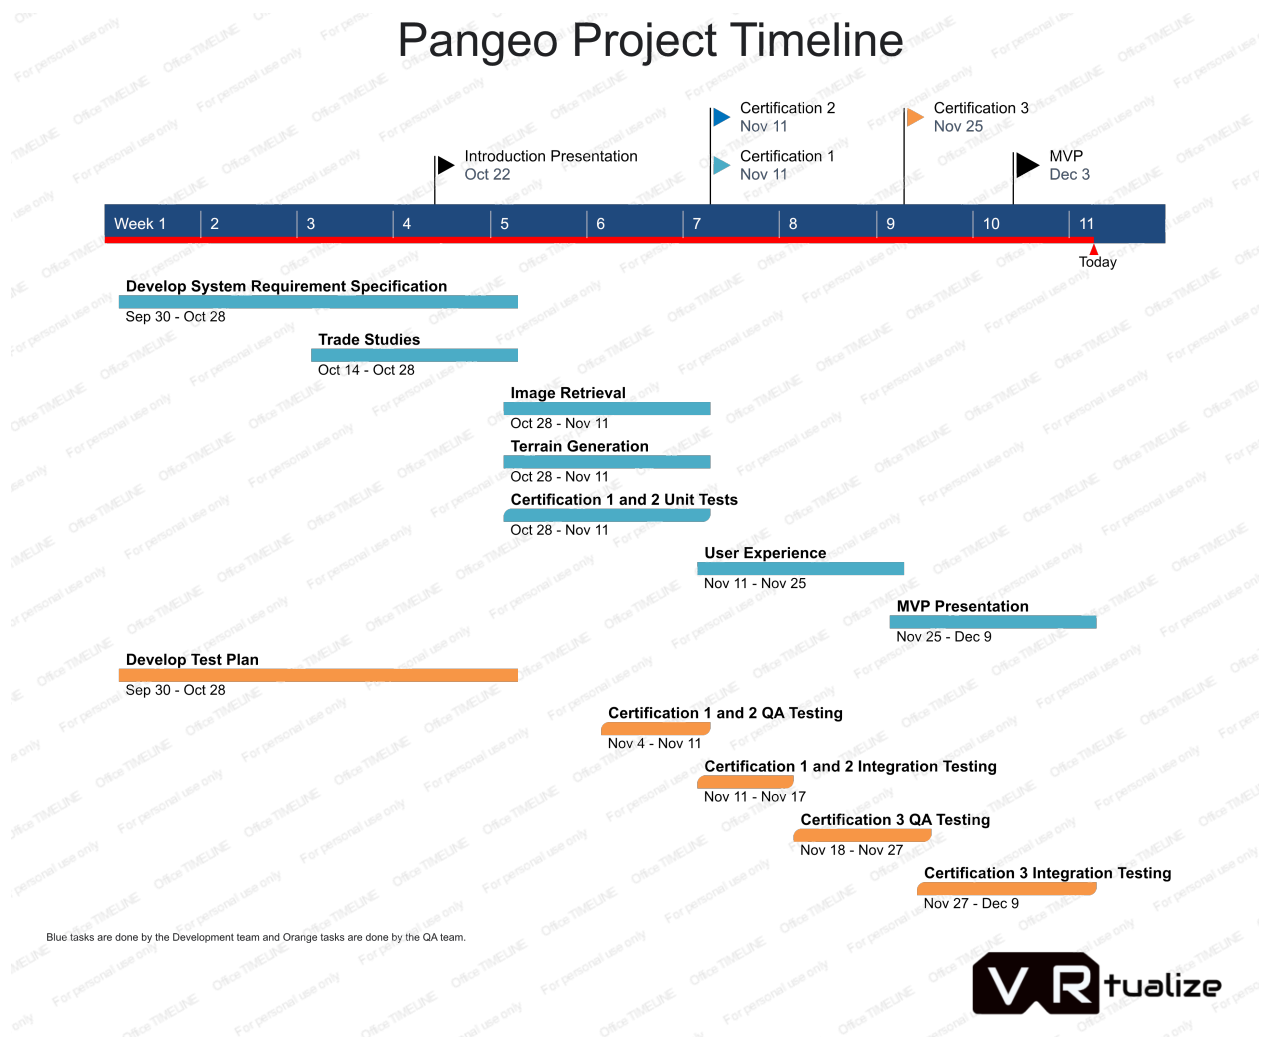 Pangeo Project Timeline
Certification 2
Nov 11
Certification 3
Nov 25
Introduction Presentation
Oct 22
Certification 1
Nov 11
MVP
Dec 3
Week 1 2 3 4 5 6 7 8 9 10 11
Today
Develop System Requirement Specification
Sep 30 - Oct 28
Trade Studies
Oct 14 - Oct 28
Image Retrieval
Oct 28 - Nov 11
Terrain Generation
Oct 28 - Nov 11
Certification 1 and 2 Unit Tests
Oct 28 - Nov 11
User Experience
Nov 11 - Nov 25
MVP Presentation
Nov 25 - Dec 9
Develop Test Plan
Sep 30 - Oct 28
Certification 1 and 2 QA Testing
Nov 4 - Nov 11
Certification 1 and 2 Integration Testing
Nov 11 - Nov 17
Certification 3 QA Testing
Nov 18 - Nov 27
Certification 3 Integration Testing
Nov 27 - Dec 9
Blue tasks are done by the Development team and Orange tasks are done by the QA team.
VRtualize
For personal use only
Office TIMELINE